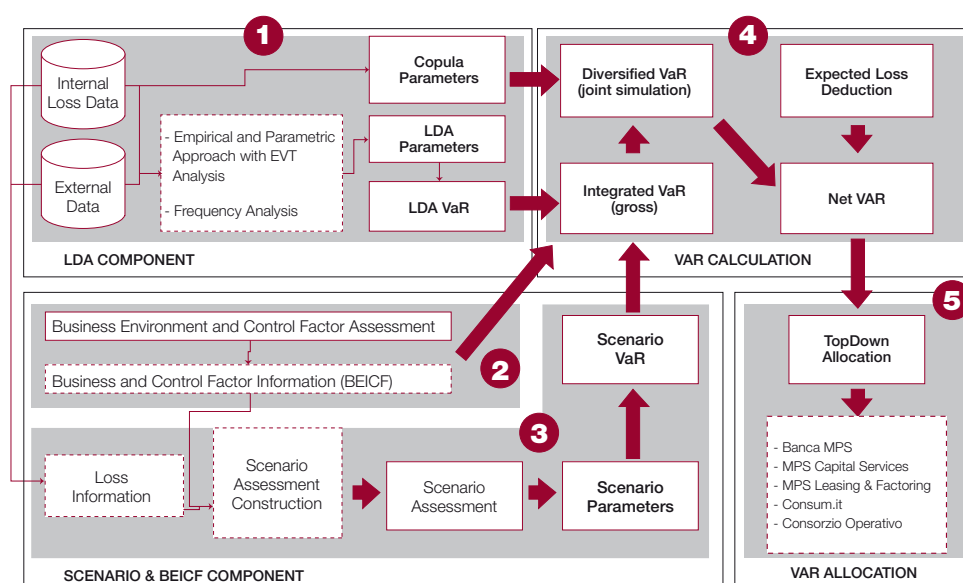 1
Internal
Loss Data
External
Data
- Empirical and Parametric
Approach with EVT
Analysis
- Frequency Analysis
Copula
Parameters
LDA
Parameters
LDA VaR
LDA COMPONENT
4
Diversified VaR
(joint simulation)
Expected Loss
Deduction
Integrated VaR
(gross)
Net VAR
VAR CALCULATION
Business Environment and Control Factor Assessment
Business and Control Factor Information (BEICF)
2
3
Loss
Information
Scenario
Assessment
Construction
Scenario
Assessment
Scenario
Parameters
Scenario
VaR
SCENARIO & BEICF COMPONENT
5
TopDown
Allocation
- Banca MPS
- MPS Capital Services
- MPS Leasing & Factoring
- Consum.it
- Consorzio Operativo
VAR ALLOCATION